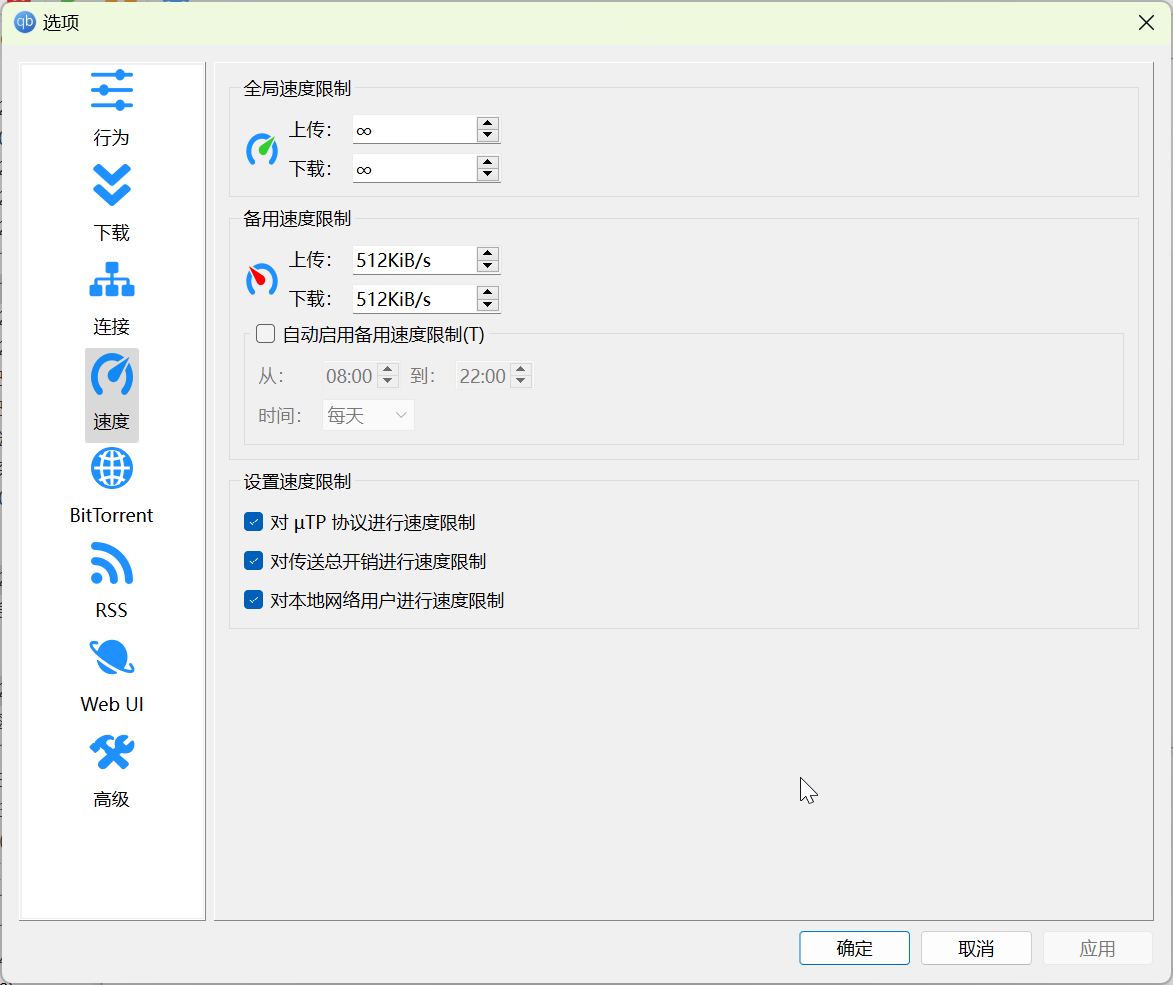 qb 选项
行为
下载
连接
速度
BitTorrent
RSS
Web UI
高级
全局速度限制
上传： ∞
下载： ∞
备用速度限制
上传： 512KiB/s
下载： 512KiB/s
自动启用备用速度限制(T)
从： 08:00 到： 22:00
时间： 每天
设置速度限制
对 μTP 协议进行速度限制
对传送总开销进行速度限制
对本地网络用户进行速度限制
确定 取消 应用